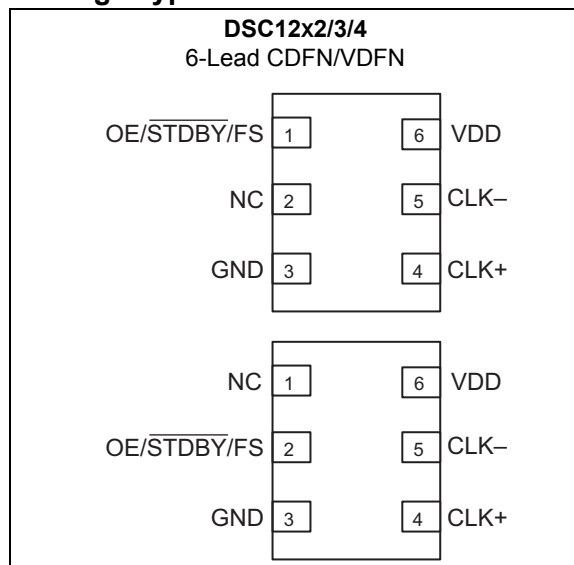 DSC12x2/3/4
6-Lead CDFN/VDFN
OE/STDBY/FS 1 6 VDD
NC 2 5 CLK–
GND 3 4 CLK+
NC 1 6 VDD
OE/STDBY/FS 2 5 CLK–
GND 3 4 CLK+